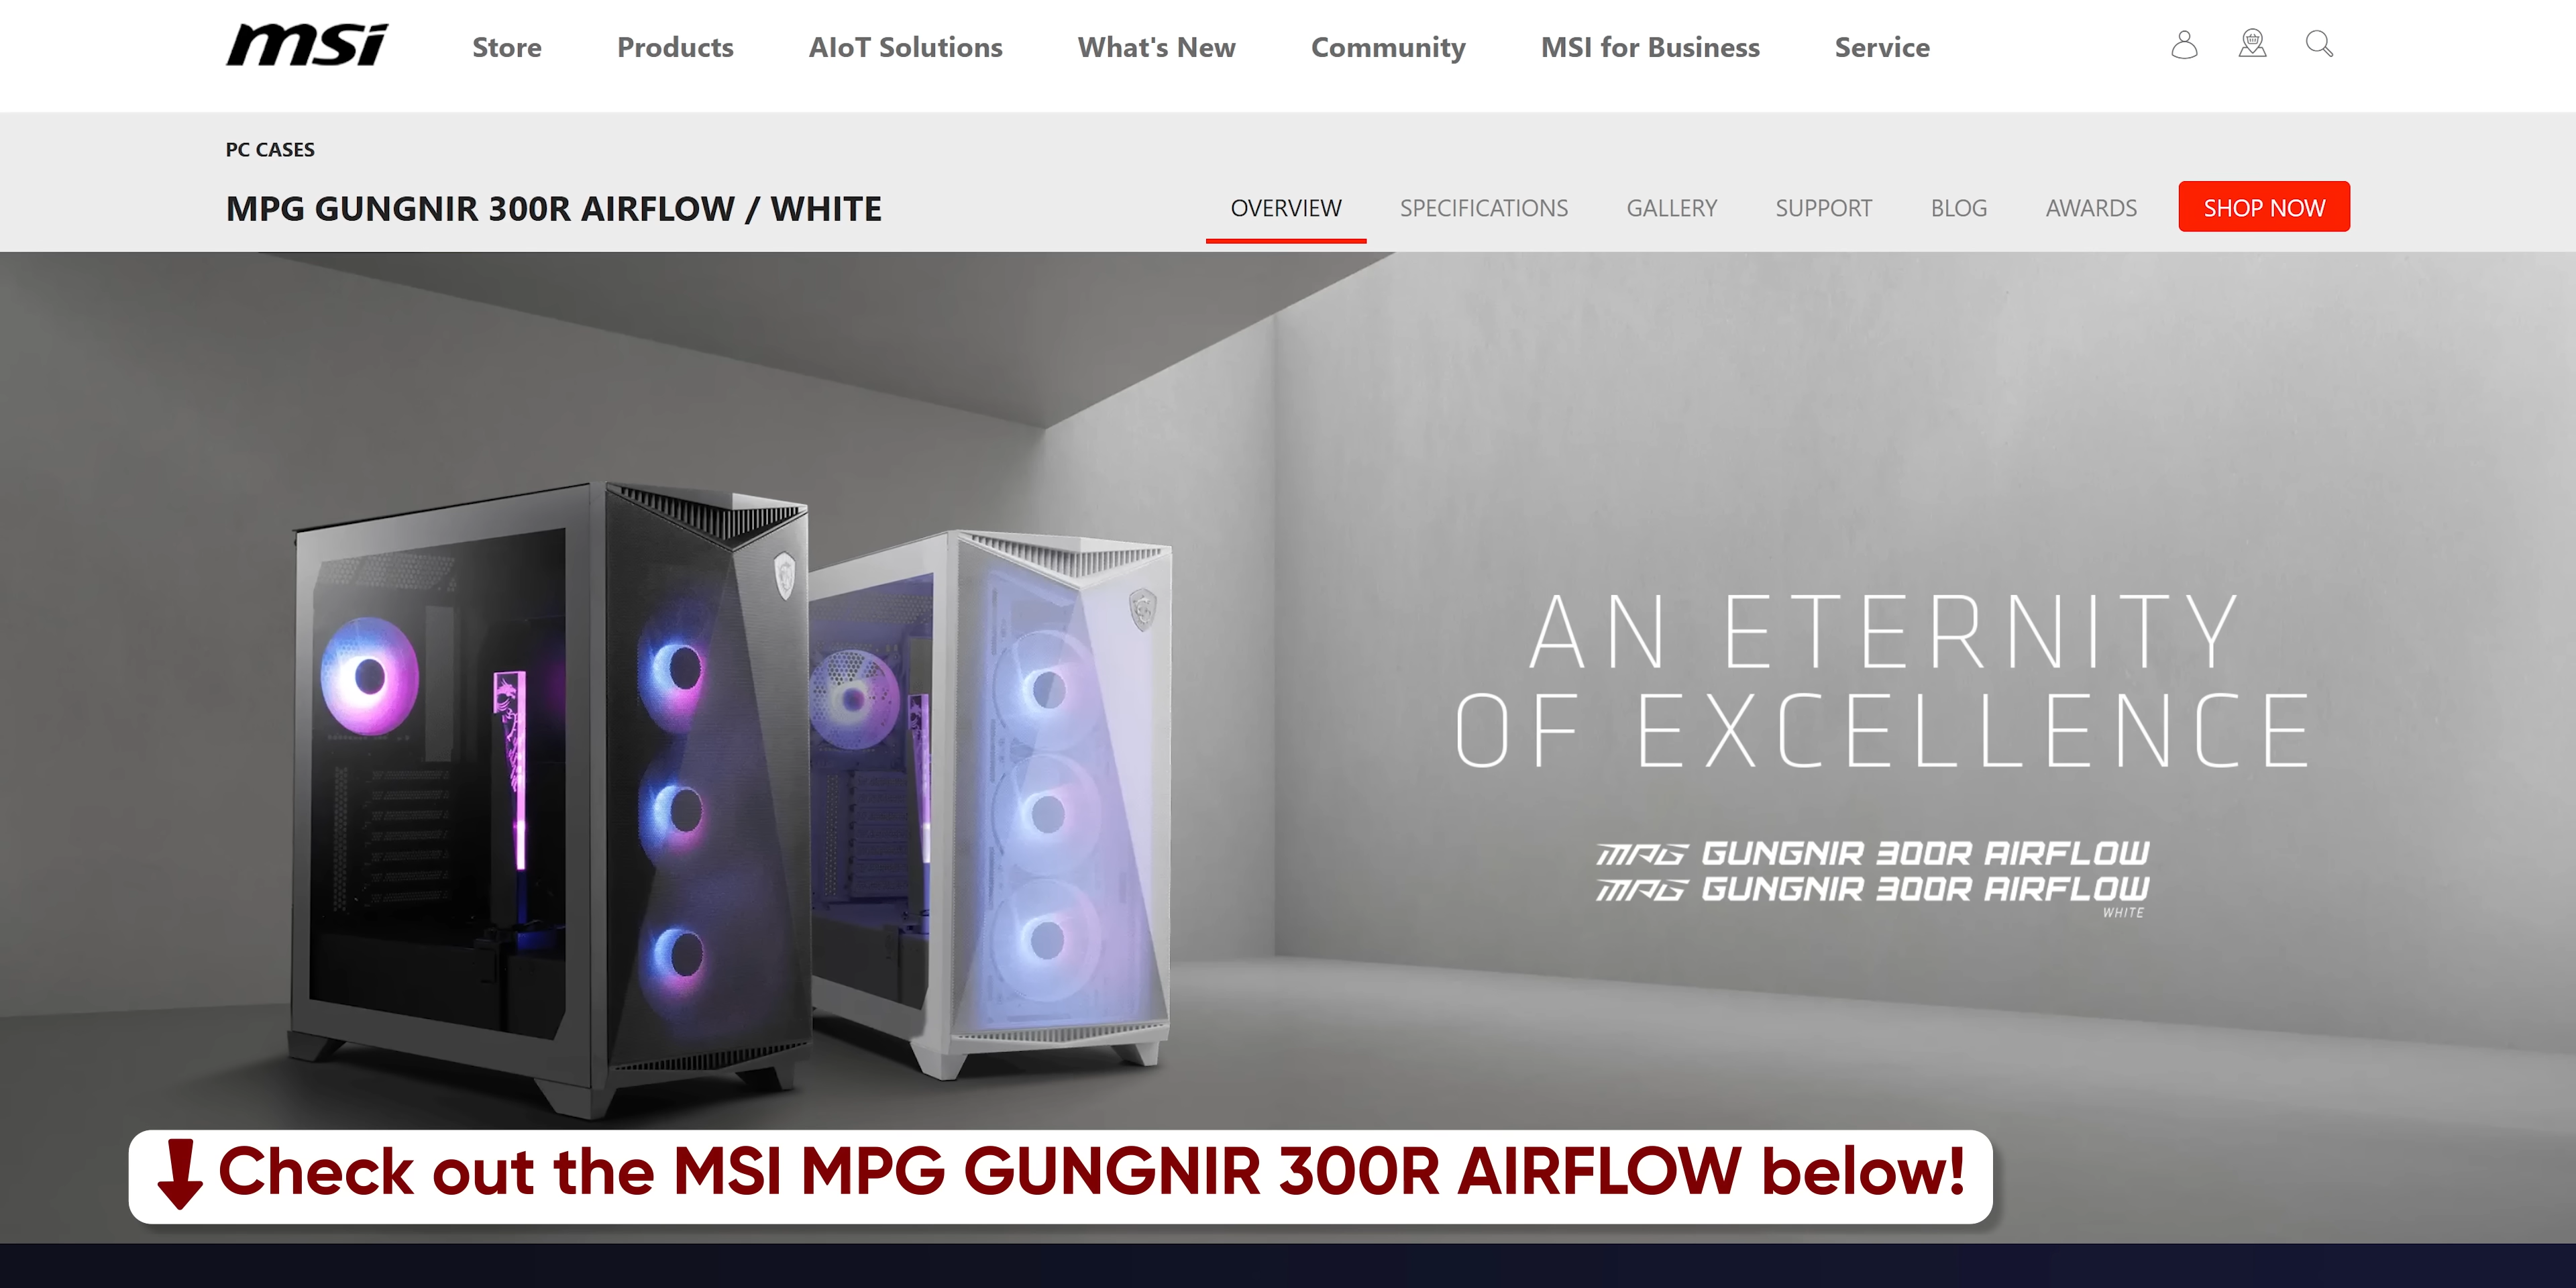 msi
Store Products AIoT Solutions What's New Community MSI for Business Service
PC CASES
MPG GUNGNIR 300R AIRFLOW / WHITE
OVERVIEW SPECIFICATIONS GALLERY SUPPORT BLOG AWARDS SHOP NOW
AN ETERNITY
OF EXCELLENCE
MPG GUNGNIR 300R AIRFLOW
MPG GUNGNIR 300R AIRFLOW
WHITE
Check out the MSI MPG GUNGNIR 300R AIRFLOW below!